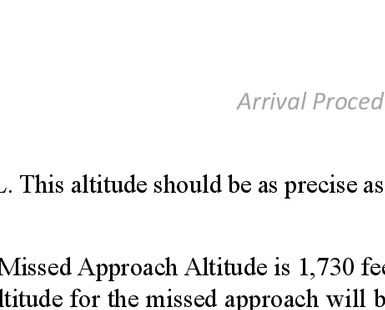 Arrival Proced
L. This altitude should be as precise as
Missed Approach Altitude is 1,730 fee
ltitude for the missed approach will b